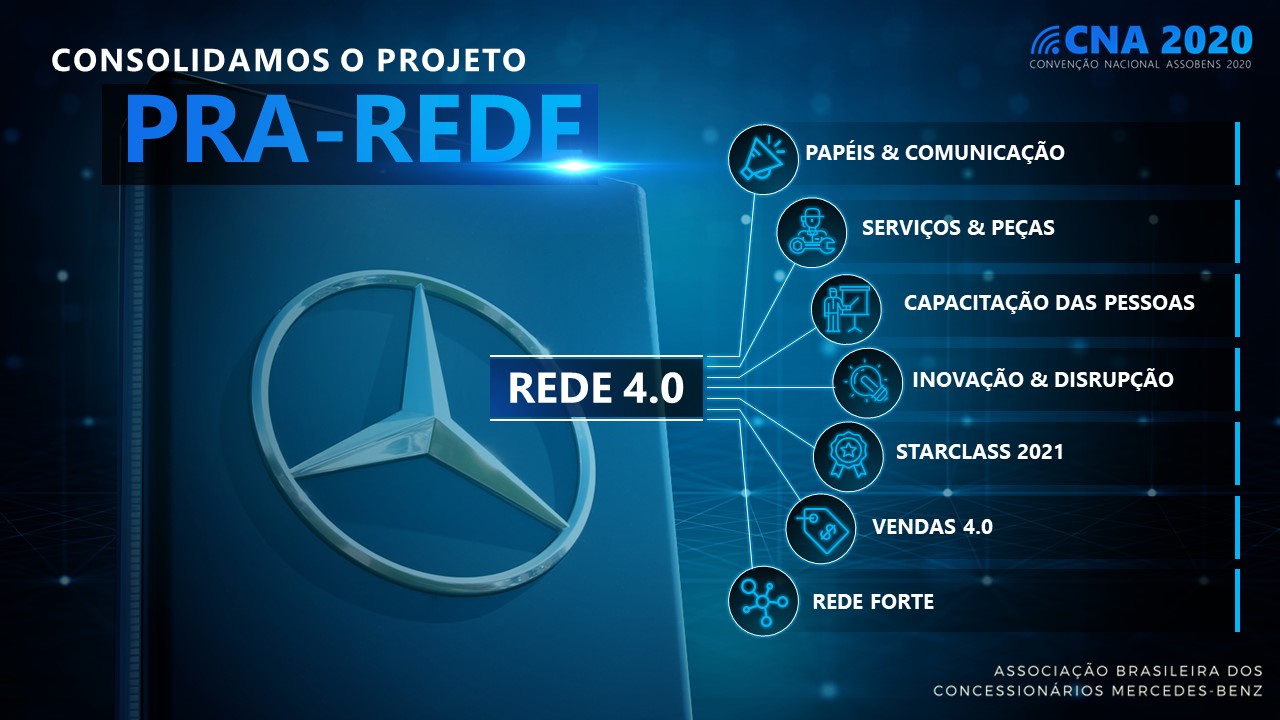 CONSOLIDAMOS O PROJETO
PRA-REDE
CNA 2020
CONVENÇÃO NACIONAL ASSOBENS 2020
PAPÉIS & COMUNICAÇÃO
SERVIÇOS & PEÇAS
CAPACITAÇÃO DAS PESSOAS
REDE 4.0
INOVAÇÃO & DISRUPÇÃO
STARCLASS 2021
VENDAS 4.0
REDE FORTE
ASSOCIAÇÃO BRASILEIRA DOS
CONCESSIONÁRIOS MERCEDES-BENZ